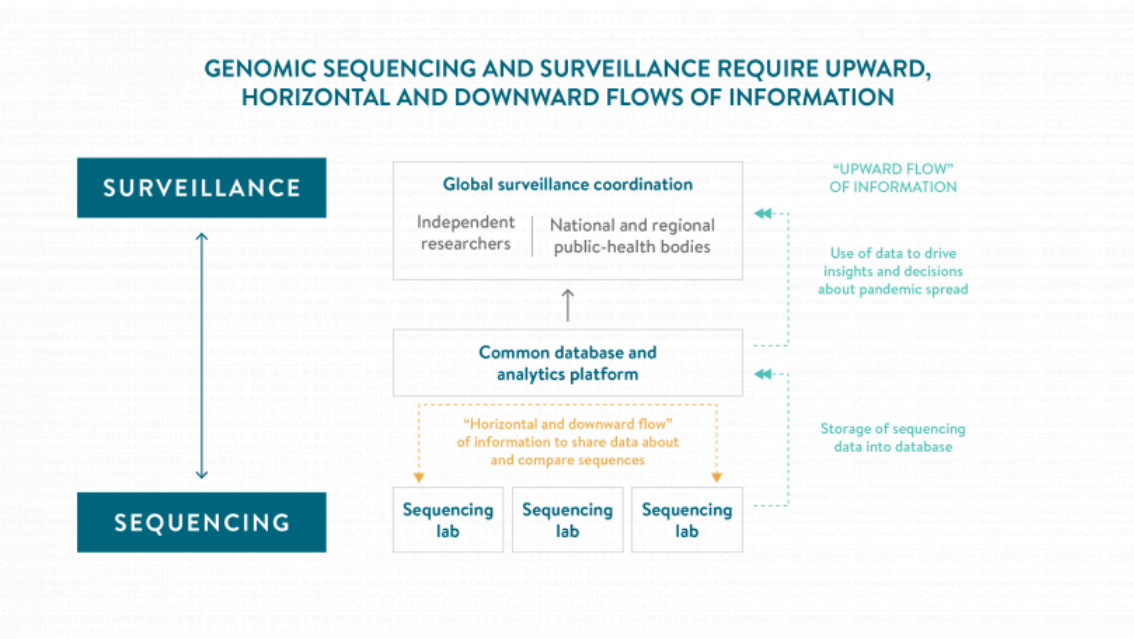 GENOMIC SEQUENCING AND SURVEILLANCE REQUIRE UPWARD,
HORIZONTAL AND DOWNWARD FLOWS OF INFORMATION
SURVEILLANCE
Global surveillance coordination
Independent
researchers
National and regional
public-health bodies
“UPWARD FLOW”
OF INFORMATION
Use of data to drive
insights and decisions
about pandemic spread
Common database and
analytics platform
“Horizontal and downward flow”
of information to share data about
and compare sequences
Storage of sequencing
data into database
SEQUENCING
Sequencing
lab
Sequencing
lab
Sequencing
lab